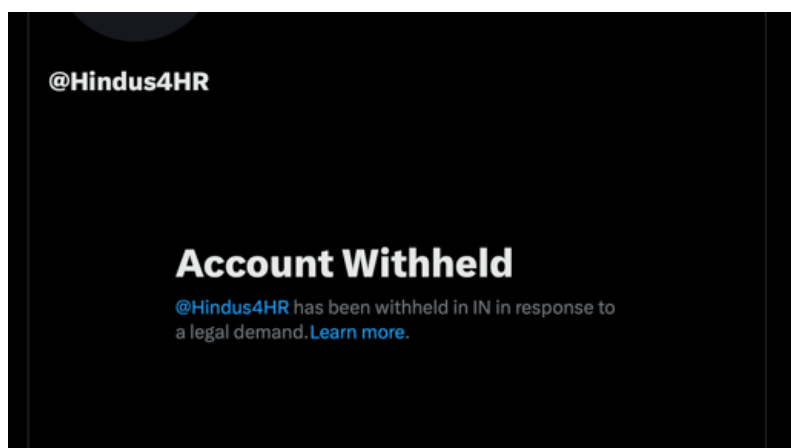 @Hindus4HR
Account Withheld
@Hindus4HR has been withheld in IN in response to
a legal demand.Learn more.